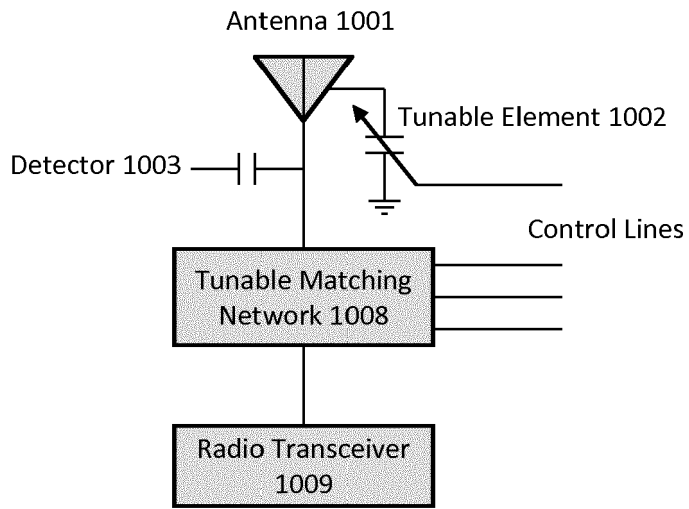 Antenna 1001
Tunable Element 1002
Detector 1003
Control Lines
Tunable Matching
Network 1008
Radio Transceiver
1009